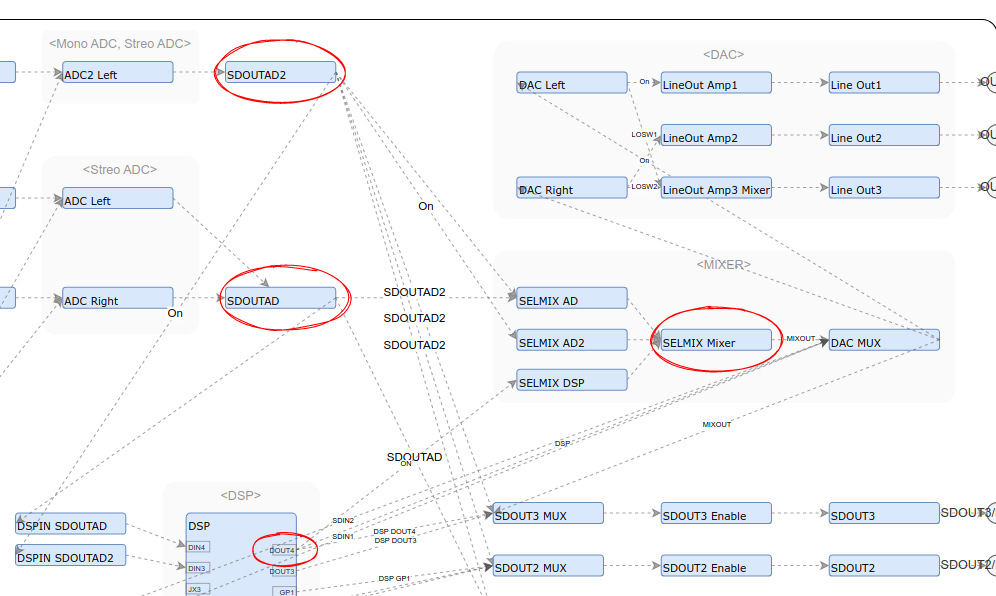 <Mono ADC, Streo ADC>
ADC2 Left
SDOUTAD2
<Streo ADC>
ADC Left
ADC Right
On
SDOUTAD
<DAC>
DAC Left
On
LineOut Amp1
Line Out1
OU
LOSW1
LineOut Amp2
Line Out2
OU
On
DAC Right
LOSW2
LineOut Amp3 Mixer
Line Out3
OU
On
SDOUTAD2
SDOUTAD2
SDOUTAD2
<MIXER>
SELMIX AD
SELMIX AD2
SELMIX Mixer
MIXOUT
DAC MUX
SELMIX DSP
MIXOUT
DSP
SDOUTAD
ON
<DSP>
DSPIN SDOUTAD
DSPIN SDOUTAD2
DSP
DIN4
DOUT4
DIN3
DOUT3
JX3
GP1
SDIN2
SDIN1
DSP DOUT4
DSP DOUT3
DSP GP1
SDOUT3 MUX
SDOUT3 Enable
SDOUT3
SDOUT3/
SDOUT2 MUX
SDOUT2 Enable
SDOUT2
SDOUT2/